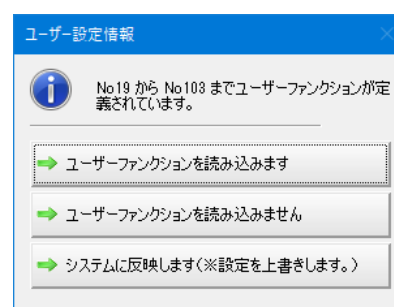 ユーザー設定情報
No19 から No103 までユーザーファンクションが定
義されています。
ユーザーファンクションを読み込みます
ユーザーファンクションを読み込みません
システムに反映します(※設定を上書きします。)